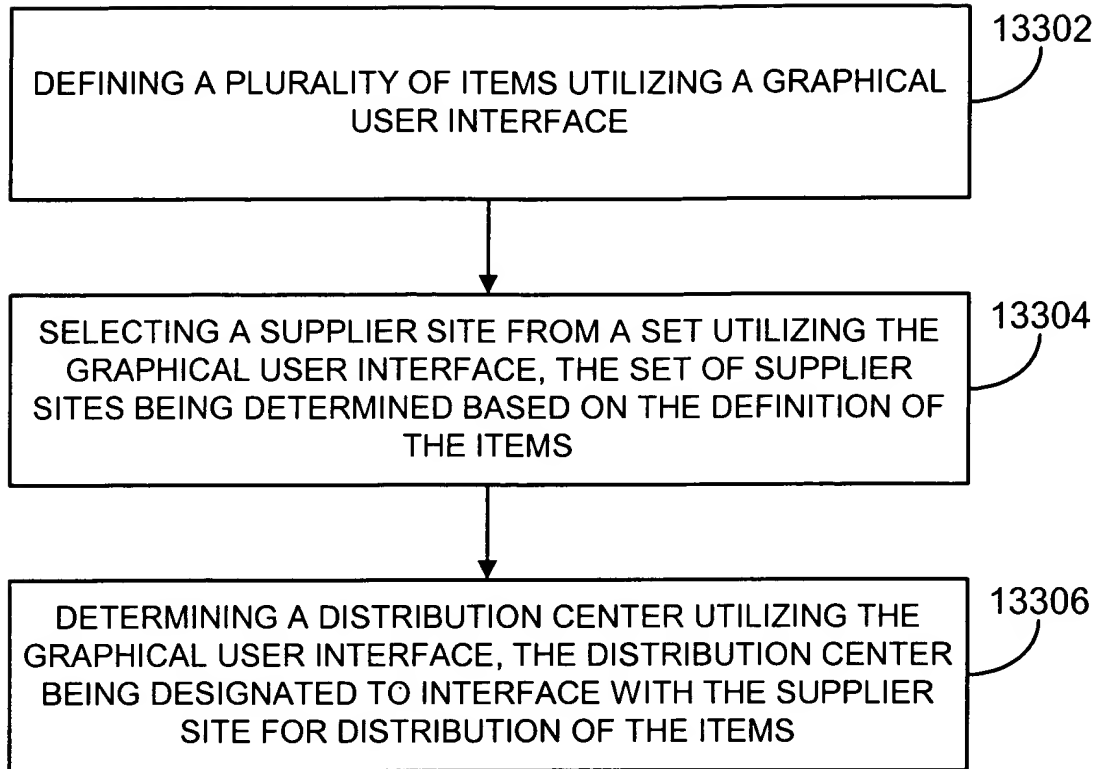 13302
DEFINING A PLURALITY OF ITEMS UTILIZING A GRAPHICAL
USER INTERFACE
13304
SELECTING A SUPPLIER SITE FROM A SET UTILIZING THE
GRAPHICAL USER INTERFACE, THE SET OF SUPPLIER
SITES BEING DETERMINED BASED ON THE DEFINITION OF
THE ITEMS
13306
DETERMINING A DISTRIBUTION CENTER UTILIZING THE
GRAPHICAL USER INTERFACE, THE DISTRIBUTION CENTER
BEING DESIGNATED TO INTERFACE WITH THE SUPPLIER
SITE FOR DISTRIBUTION OF THE ITEMS